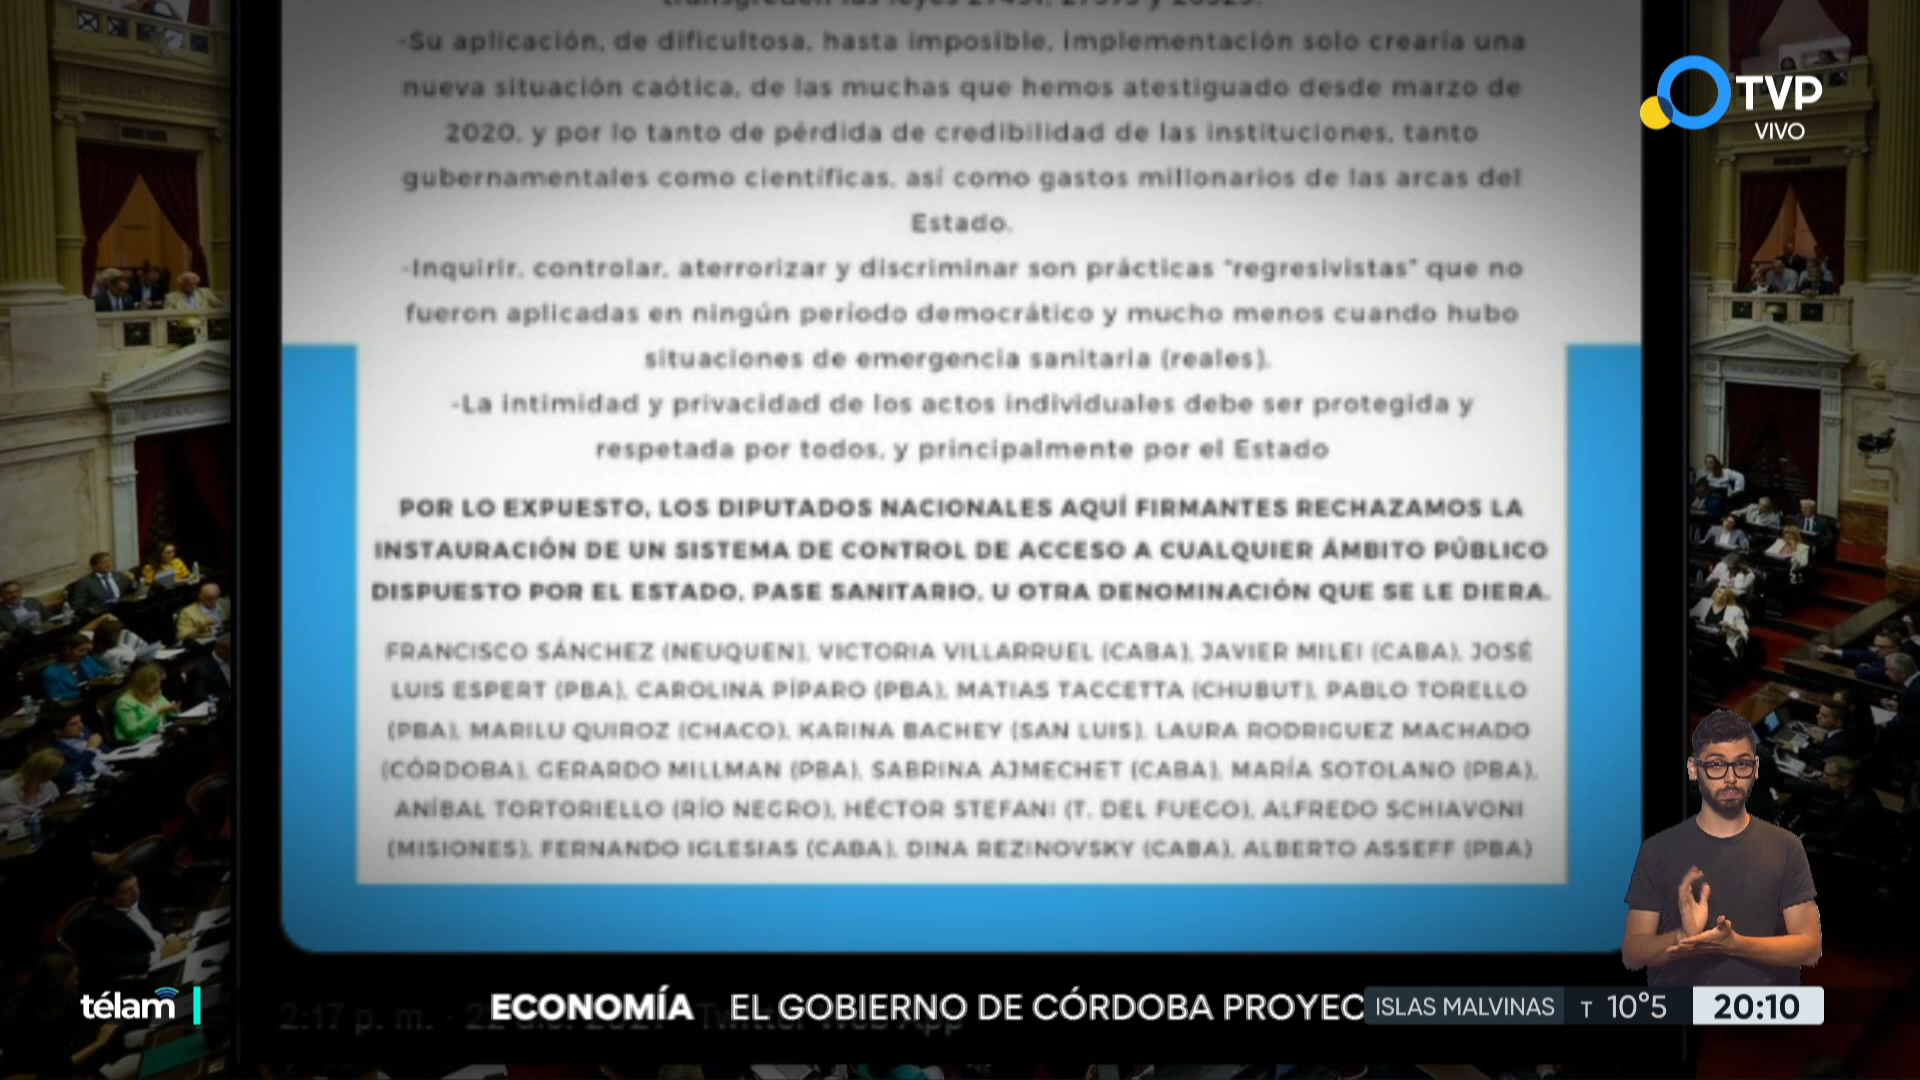 transgreden las leyes 27491, 27573 y 26529.
-Su aplicación, de dificultosa, hasta imposible. Implementación solo crearía una
nueva situación caótica, de las muchas que hemos atestiguado desde marzo de
2020, y por lo tanto de pérdida de credibilidad de las instituciones, tanto
gubernamentales como científicas, así como gastos millonarios de las arcas del
Estado.
-Inquirir, controlar, aterrorizar y discriminar son prácticas "regresivistas" que no
fueron aplicadas en ningún período democrático y mucho menos cuando hubo
situaciones de emergencia sanitaria (reales).
-La intimidad y privacidad de los actos individuales debe ser protegida y
respetada por todos, y principalmente por el Estado
POR LO EXPUESTO, LOS DIPUTADOS NACIONALES AQUÍ FIRMANTES RECHAZAMOS LA
INSTAURACIÓN DE UN SISTEMA DE CONTROL DE ACCESO A CUALQUIER ÁMBITO PÚBLICO
DISPUESTO POR EL ESTADO, PASE SANITARIO, U OTRA DENOMINACIÓN QUE SE LE DIERA.
FRANCISCO SÁNCHEZ (NEUQUEN), VICTORIA VILLARRUEL (CABA), JAVIER MILEI (CABA), JOSÉ
LUIS ESPERT (PBA), CAROLINA PÍPARO (PBA), MATIAS TACCETTA (CHUBUT), PABLO TORELLO
(PBA), MARILU QUIROZ (CHACO), KARINA BACHEY (SAN LUIS), LAURA RODRIGUEZ MACHADO
(CÓRDOBA), GERARDO MILLMAN (PBA), SABRINA AJMECHET (CABA), MARÍA SOTOLANO (PBA),
ANÍBAL TORTORIELLO (RÍO NEGRO), HÉCTOR STEFANI (T. DEL FUEGO), ALFREDO SCHIAVONI
(MISIONES), FERNANDO IGLESIAS (CABA), DINA REZINOVSKY (CABA), ALBERTO ASSEFF (PBA)
TVP
VIVO
télam
2:17 p. m. · 22
ECONOMÍA EL GOBIERNO DE CÓRDOBA PROYEC
ISLAS MALVINAS T 10°5 20:10